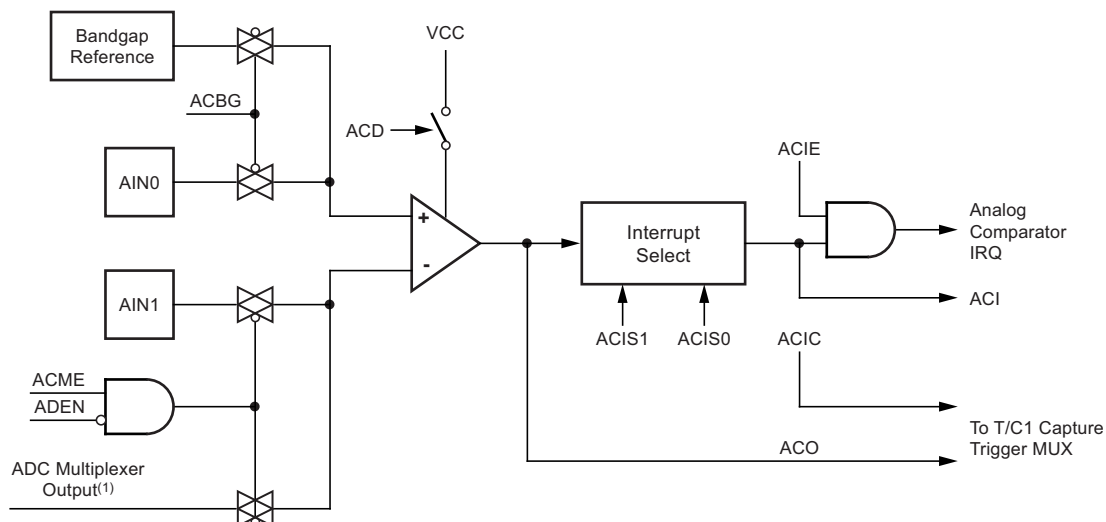 Bandgap
Reference
VCC
ACBG
ACD
AIN0
ACIE
+
-
Interrupt
Select
Analog
Comparator
IRQ
AIN1
ACI
ACIS1
ACIS0
ACIC
ACME
ADEN
To T/C1 Capture
Trigger MUX
ACO
ADC Multiplexer
Output(1)